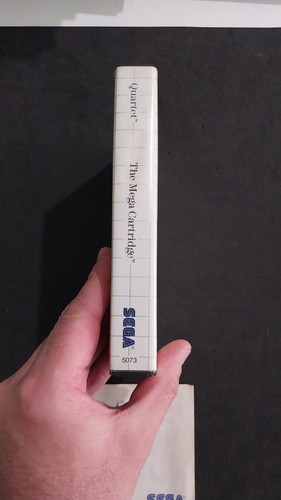 Quartet™
The Mega Cartridge™
SEGA®
5073
SEGA